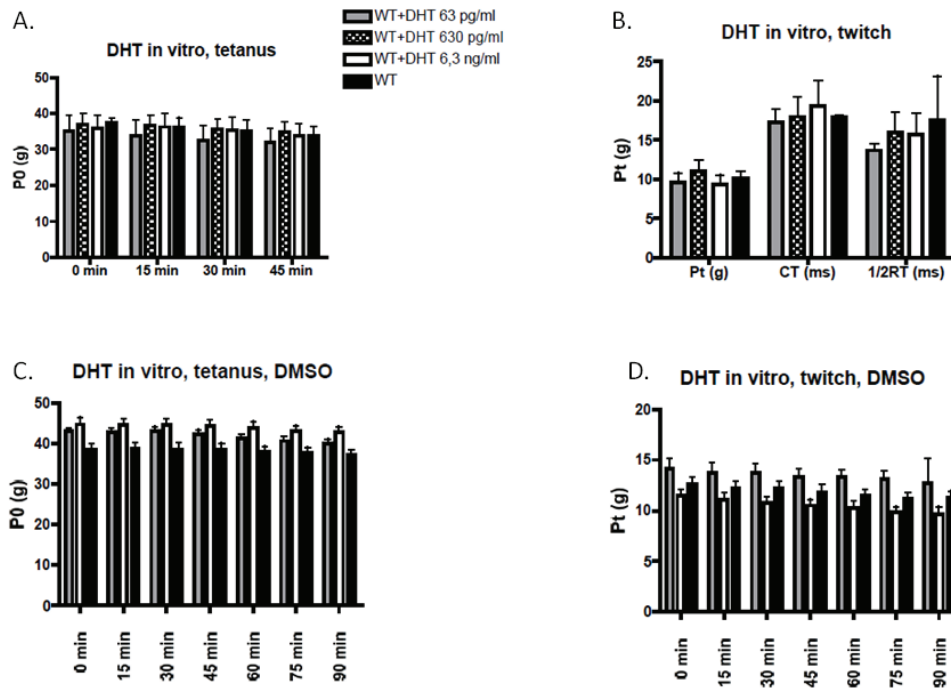 A.
DHT in vitro, tetanus
P0 (g)
50
40
30
20
10
0
0 min 15 min 30 min 45 min
WT+DHT 63 pg/ml
WT+DHT 630 pg/ml
WT+DHT 6,3 ng/ml
WT
B.
DHT in vitro, twitch
Pt (g)
25
20
15
10
5
0
Pt (g) CT (ms) 1/2RT (ms)
C.
DHT in vitro, tetanus, DMSO
P0 (g)
50
40
30
20
10
0
0 min 15 min 30 min 45 min 60 min 75 min 90 min
D.
DHT in vitro, twitch, DMSO
Pt (g)
20
15
10
5
0
0 min 15 min 30 min 45 min 60 min 75 min 90 min